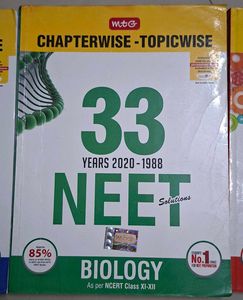 mtG
CHAPTERWISE - TOPICWISE
33
YEARS 2020-1988
NEET
Solutions
85%
No.1
BIOLOGY
As per NCERT Class XI-XII